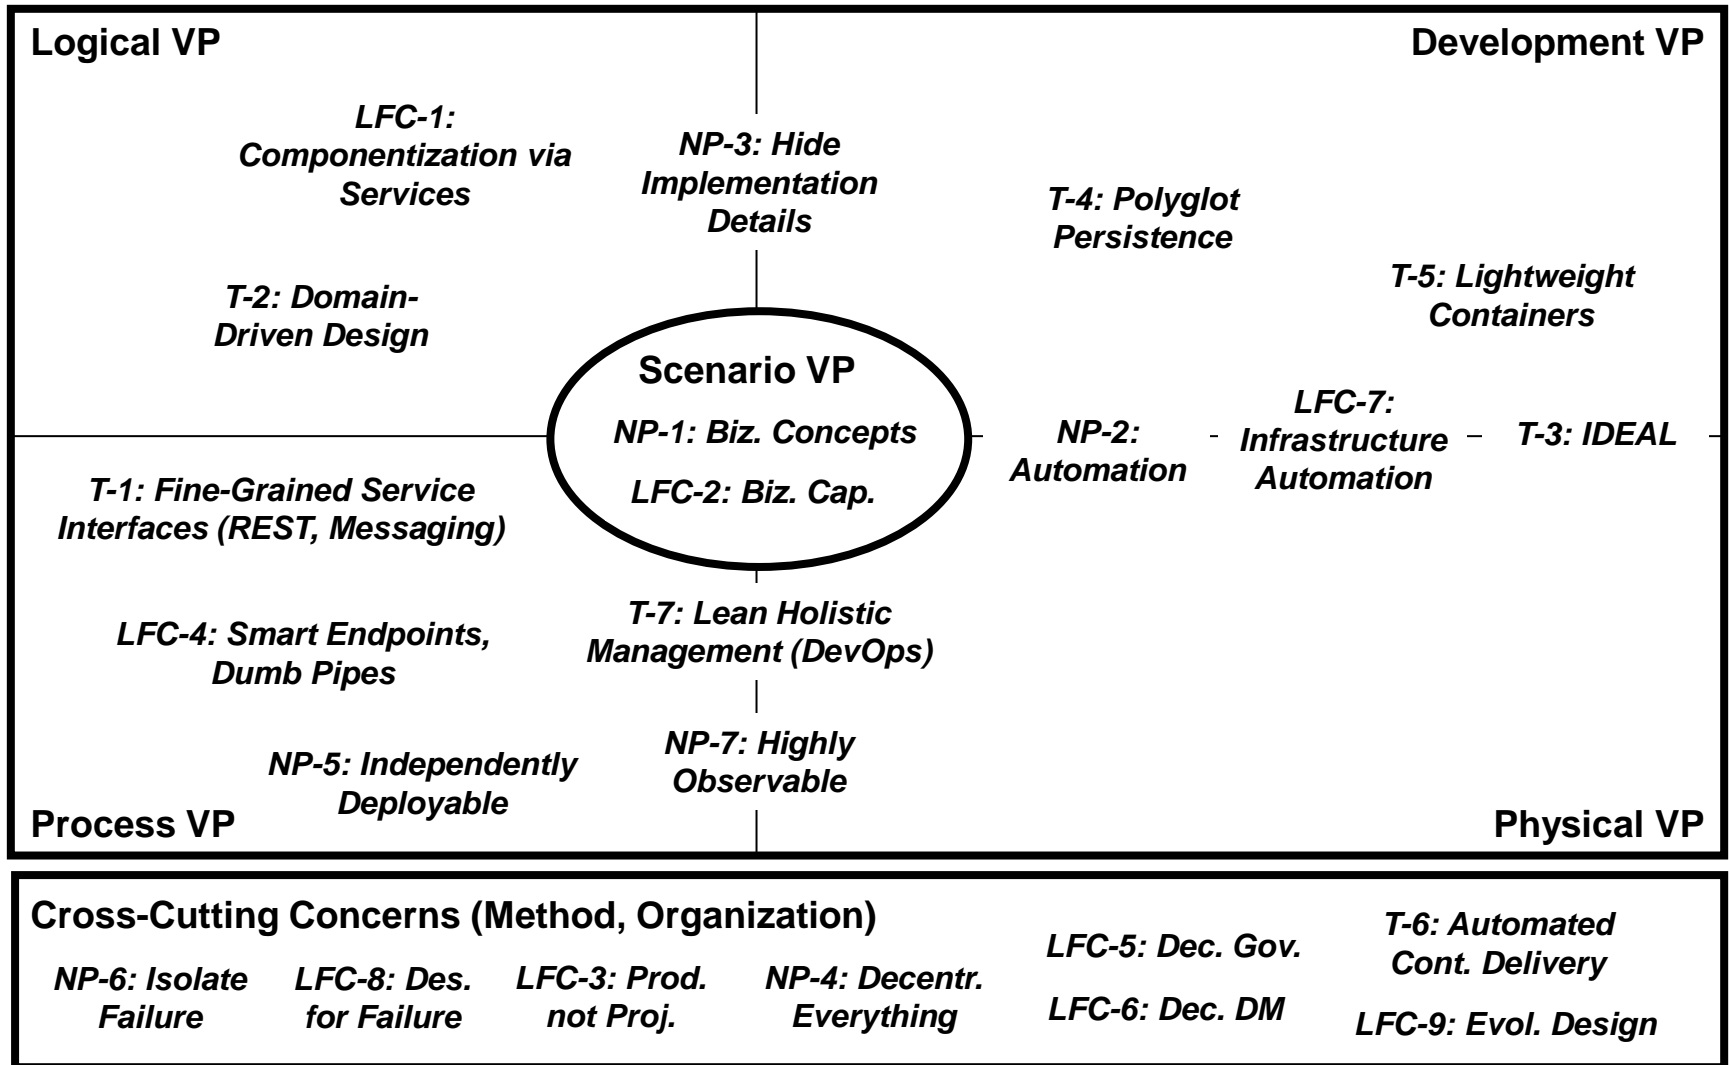 Logical VP
Development VP
LFC-1:
Componentization via
Services
NP-3: Hide
Implementation
Details
T-4: Polyglot
Persistence
T-5: Lightweight
Containers
T-2: Domain-
Driven Design
Scenario VP
NP-1: Biz. Concepts
LFC-2: Biz. Cap.
NP-2:
Automation
LFC-7:
Infrastructure
Automation
T-3: IDEAL
T-1: Fine-Grained Service
Interfaces (REST, Messaging)
LFC-4: Smart Endpoints,
Dumb Pipes
T-7: Lean Holistic
Management (DevOps)
NP-5: Independently
Deployable
NP-7: Highly
Observable
Process VP
Physical VP
Cross-Cutting Concerns (Method, Organization)
NP-6: Isolate
Failure
LFC-8: Des.
for Failure
LFC-3: Prod.
not Proj.
NP-4: Decentr.
Everything
LFC-5: Dec. Gov.
LFC-6: Dec. DM
T-6: Automated
Cont. Delivery
LFC-9: Evol. Design